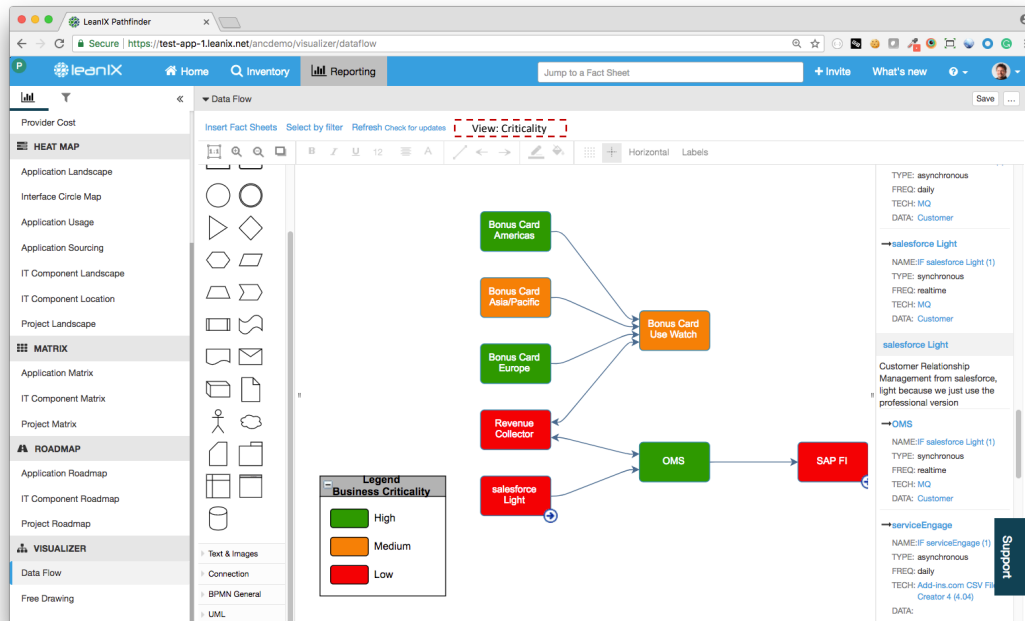 LeanIX Pathfinder
Secure | https://test-app-1.leanix.net/ancdemo/visualizer/dataflow
P
leanIX
Home
Inventory
Reporting
Jump to a Fact Sheet
+ Invite
What's new
?
Data Flow
Save
...
Provider Cost
HEAT MAP
Application Landscape
Interface Circle Map
Application Usage
Application Sourcing
IT Component Landscape
IT Component Location
Project Landscape
MATRIX
Application Matrix
IT Component Matrix
Project Matrix
ROADMAP
Application Roadmap
IT Component Roadmap
Project Roadmap
VISUALIZER
Data Flow
Free Drawing
Insert Fact Sheets
Select by filter
Refresh Check for updates
View: Criticality
B
I
U
12
A
Horizontal
Labels
Text & Images
Connection
BPMN General
UML
Bonus Card
Americas
Bonus Card
Asia/Pacific
Bonus Card
Use Watch
Bonus Card
Europe
Revenue
Collector
OMS
SAP FI
salesforce
Light
Legend
Business Criticality
High
Medium
Low
TYPE: asynchronous
FREQ: daily
TECH: MQ
DATA: Customer
salesforce Light
NAME:IF salesforce Light (1)
TYPE: synchronous
FREQ: realtime
TECH: MQ
DATA: Customer
salesforce Light
Customer Relationship
Management from salesforce,
light because we just use the
professional version
OMS
NAME:IF salesforce Light (1)
TYPE: synchronous
FREQ: realtime
TECH: MQ
DATA: Customer
serviceEngage
NAME:IF serviceEngage (1)
TYPE: asynchronous
FREQ: daily
TECH: Add-ins.com CSV
Creator 4 (4.04)
DATA:
Support